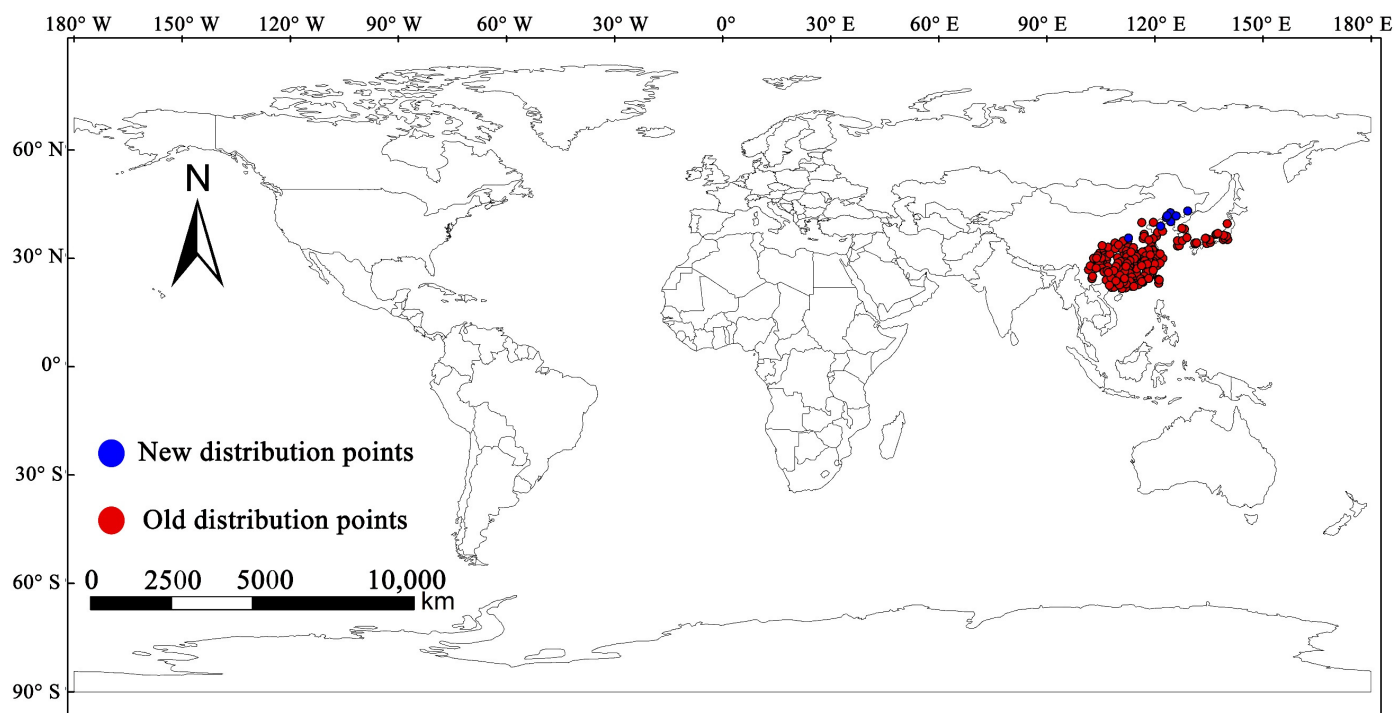 180° W 150° W 120° W 90° W 60° W 30° W 0° 30° E 60° E 90° E 120° E 150° E 180° E
60° N
N
30° N
0°
New distribution points
30° S
Old distribution points
60° S
0 2500 5000 10,000
km
90° S